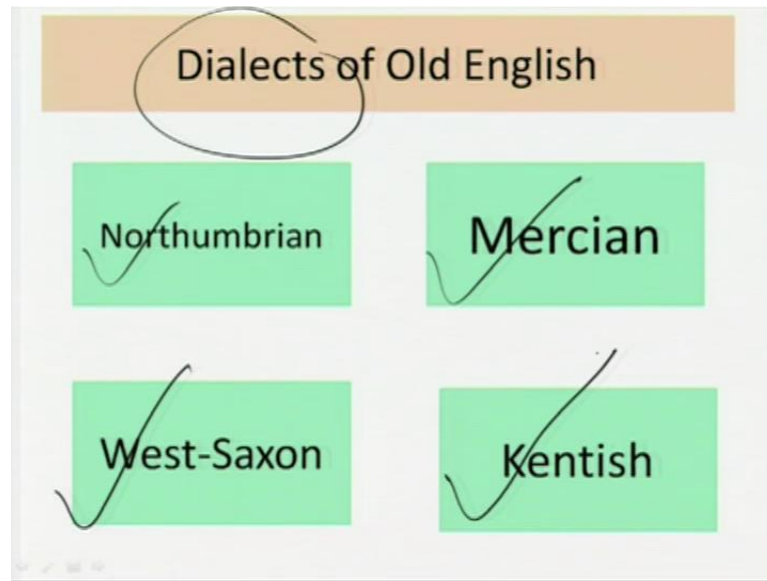 Dialects of Old English
Northumbrian
Mercian
West-Saxon
Kentish